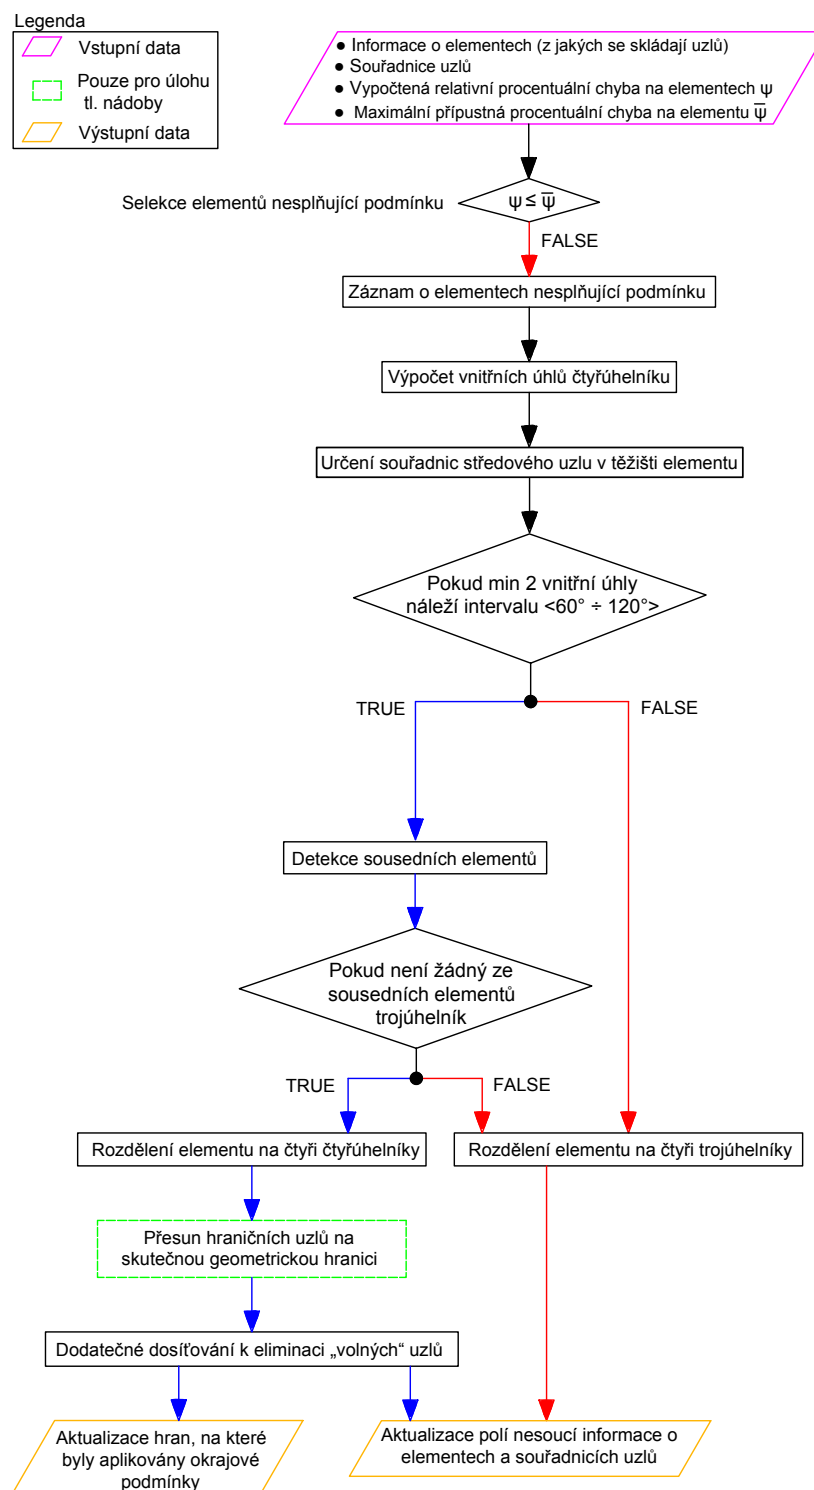 Legenda
Vstupní data
Pouze pro úlohu
tl. nádoby
Výstupní data
● Informace o elementech (z jakých se skládají uzlů)
● Souřadnice uzlů
● Vypočtená relativní procentuální chyba na elementech ψ
● Maximální přípustná procentuální chyba na elementu ψ̅
Selekce elementů nesplňující podmínku
ψ ≤ ψ̅
FALSE
Záznam o elementech nesplňující podmínku
Výpočet vnitřních úhlů čtyřúhelníku
Určení souřadnic středového uzlu v těžišti elementu
Pokud min 2 vnitřní úhly
náleží intervalu <60° ÷ 120°>
TRUE
FALSE
Detekce sousedních elementů
Pokud není žádný ze
sousedních elementů
trojúhelník
TRUE
FALSE
Rozdělení elementu na čtyři čtyřúhelníky
Rozdělení elementu na čtyři trojúhelníky
Přesun hraničních uzlů na
skutečnou geometrickou hranici
Dodatečné dosíťování k eliminaci „volných“ uzlů
Aktualizace hran, na které
byly aplikovány okrajové
podmínky
Aktualizace polí nesoucí informace o
elementech a souřadnicích uzlů